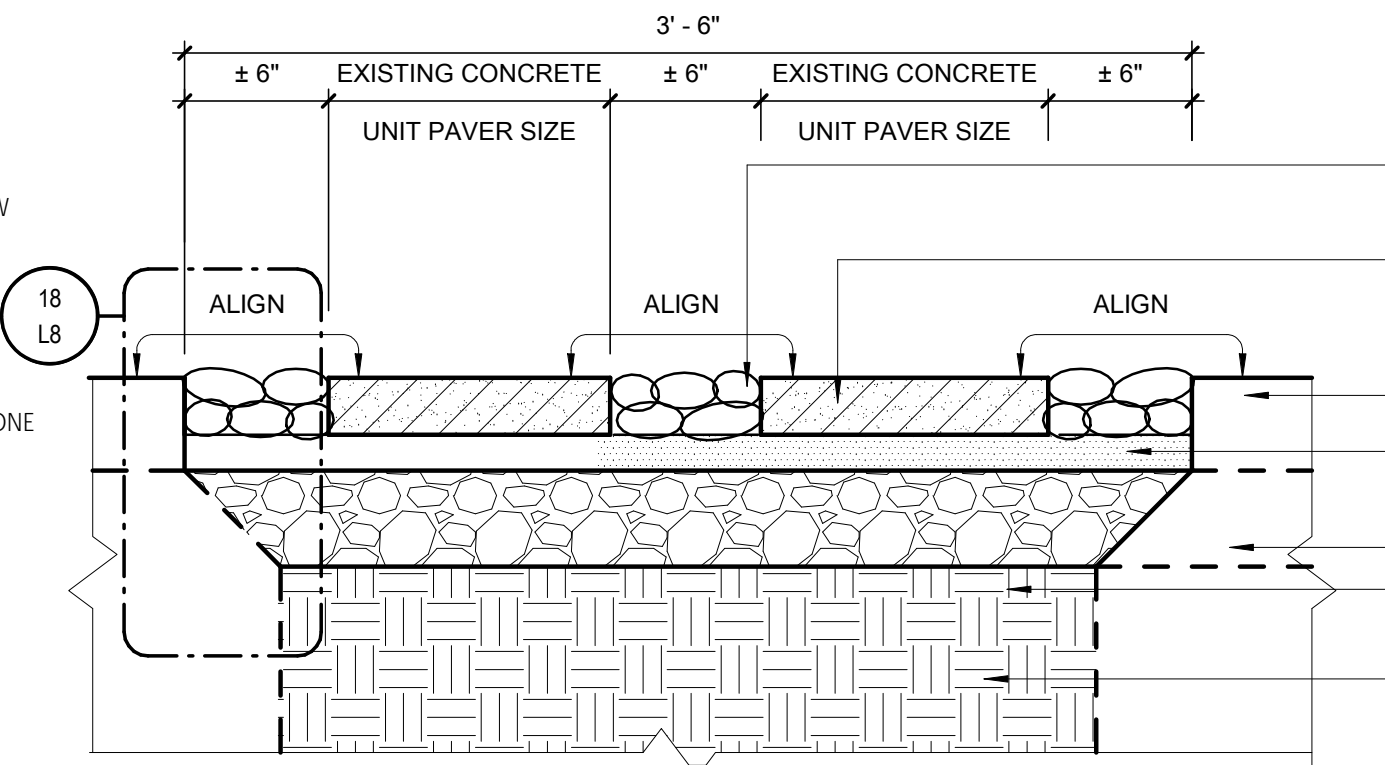 3' - 6"
± 6" EXISTING CONCRETE ± 6" EXISTING CONCRETE ± 6"
UNIT PAVER SIZE UNIT PAVER SIZE
18
L8
ALIGN ALIGN ALIGN